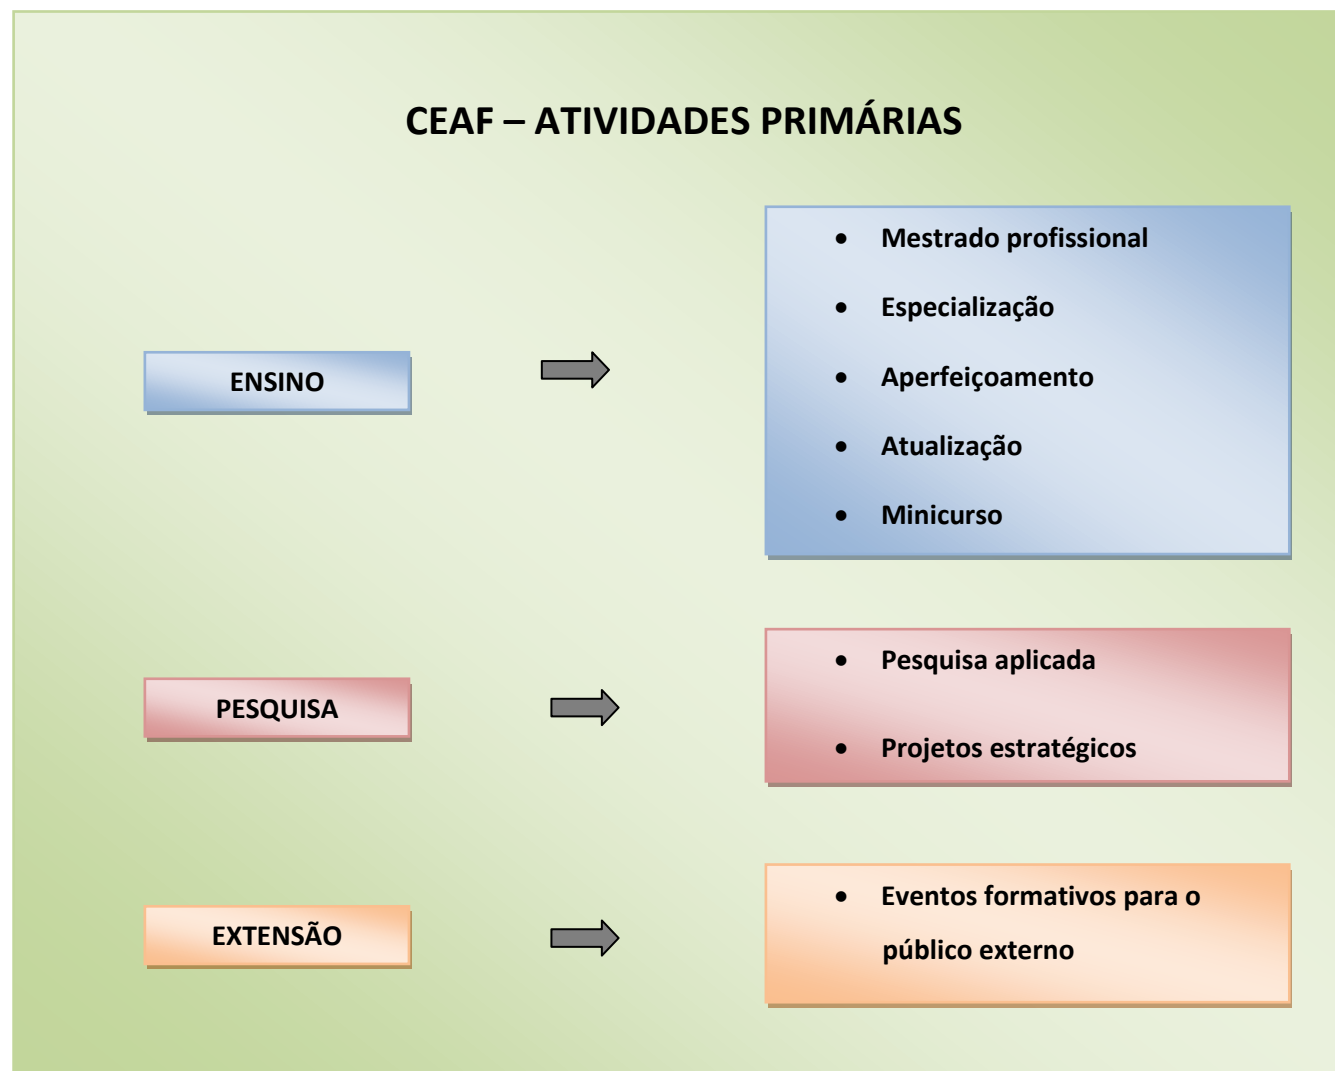 CEAF – ATIVIDADES PRIMÁRIAS
ENSINO
• Mestrado profissional
• Especialização
• Aperfeiçoamento
• Atualização
• Minicurso
PESQUISA
• Pesquisa aplicada
• Projetos estratégicos
EXTENSÃO
• Eventos formativos para o
público externo